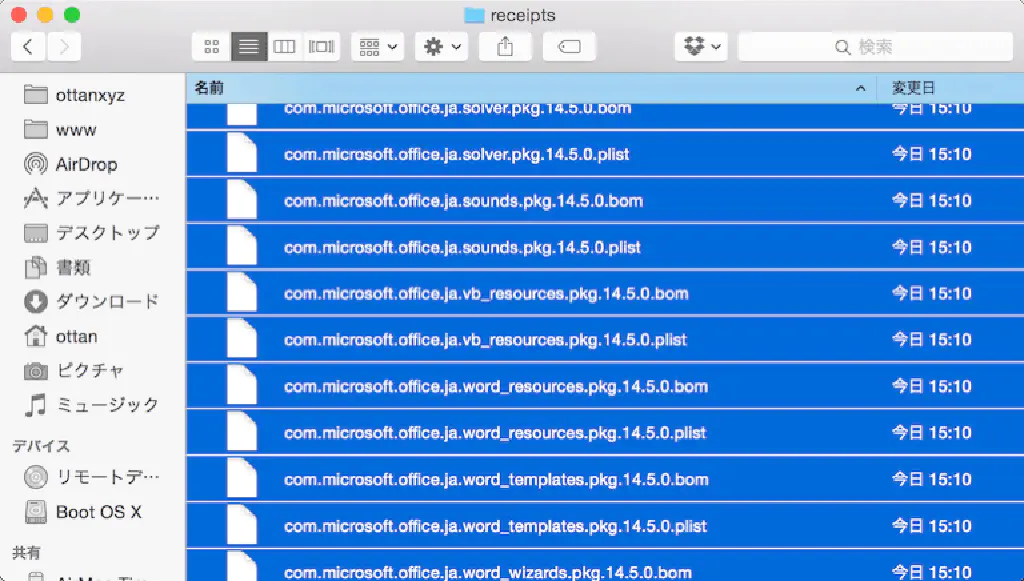 receipts
検索
ottanxyz
www
AirDrop
アプリケー…
デスクトップ
書類
ダウンロード
ottan
ピクチャ
ミュージック
デバイス
リモートデ…
Boot OS X
共有
名前 変更日
com.microsoft.office.ja.solver.pkg.14.5.0.bom 今日 15:10
com.microsoft.office.ja.solver.pkg.14.5.0.plist 今日 15:10
com.microsoft.office.ja.sounds.pkg.14.5.0.bom 今日 15:10
com.microsoft.office.ja.sounds.pkg.14.5.0.plist 今日 15:10
com.microsoft.office.ja.vb_resources.pkg.14.5.0.bom 今日 15:10
com.microsoft.office.ja.vb_resources.pkg.14.5.0.plist 今日 15:10
com.microsoft.office.ja.word_resources.pkg.14.5.0.bom 今日 15:10
com.microsoft.office.ja.word_resources.pkg.14.5.0.plist 今日 15:10
com.microsoft.office.ja.word_templates.pkg.14.5.0.bom 今日 15:10
com.microsoft.office.ja.word_templates.pkg.14.5.0.plist 今日 15:10
com.microsoft.office.ja.word_wizards.pkg.14.5.0.bom 今日 15:10